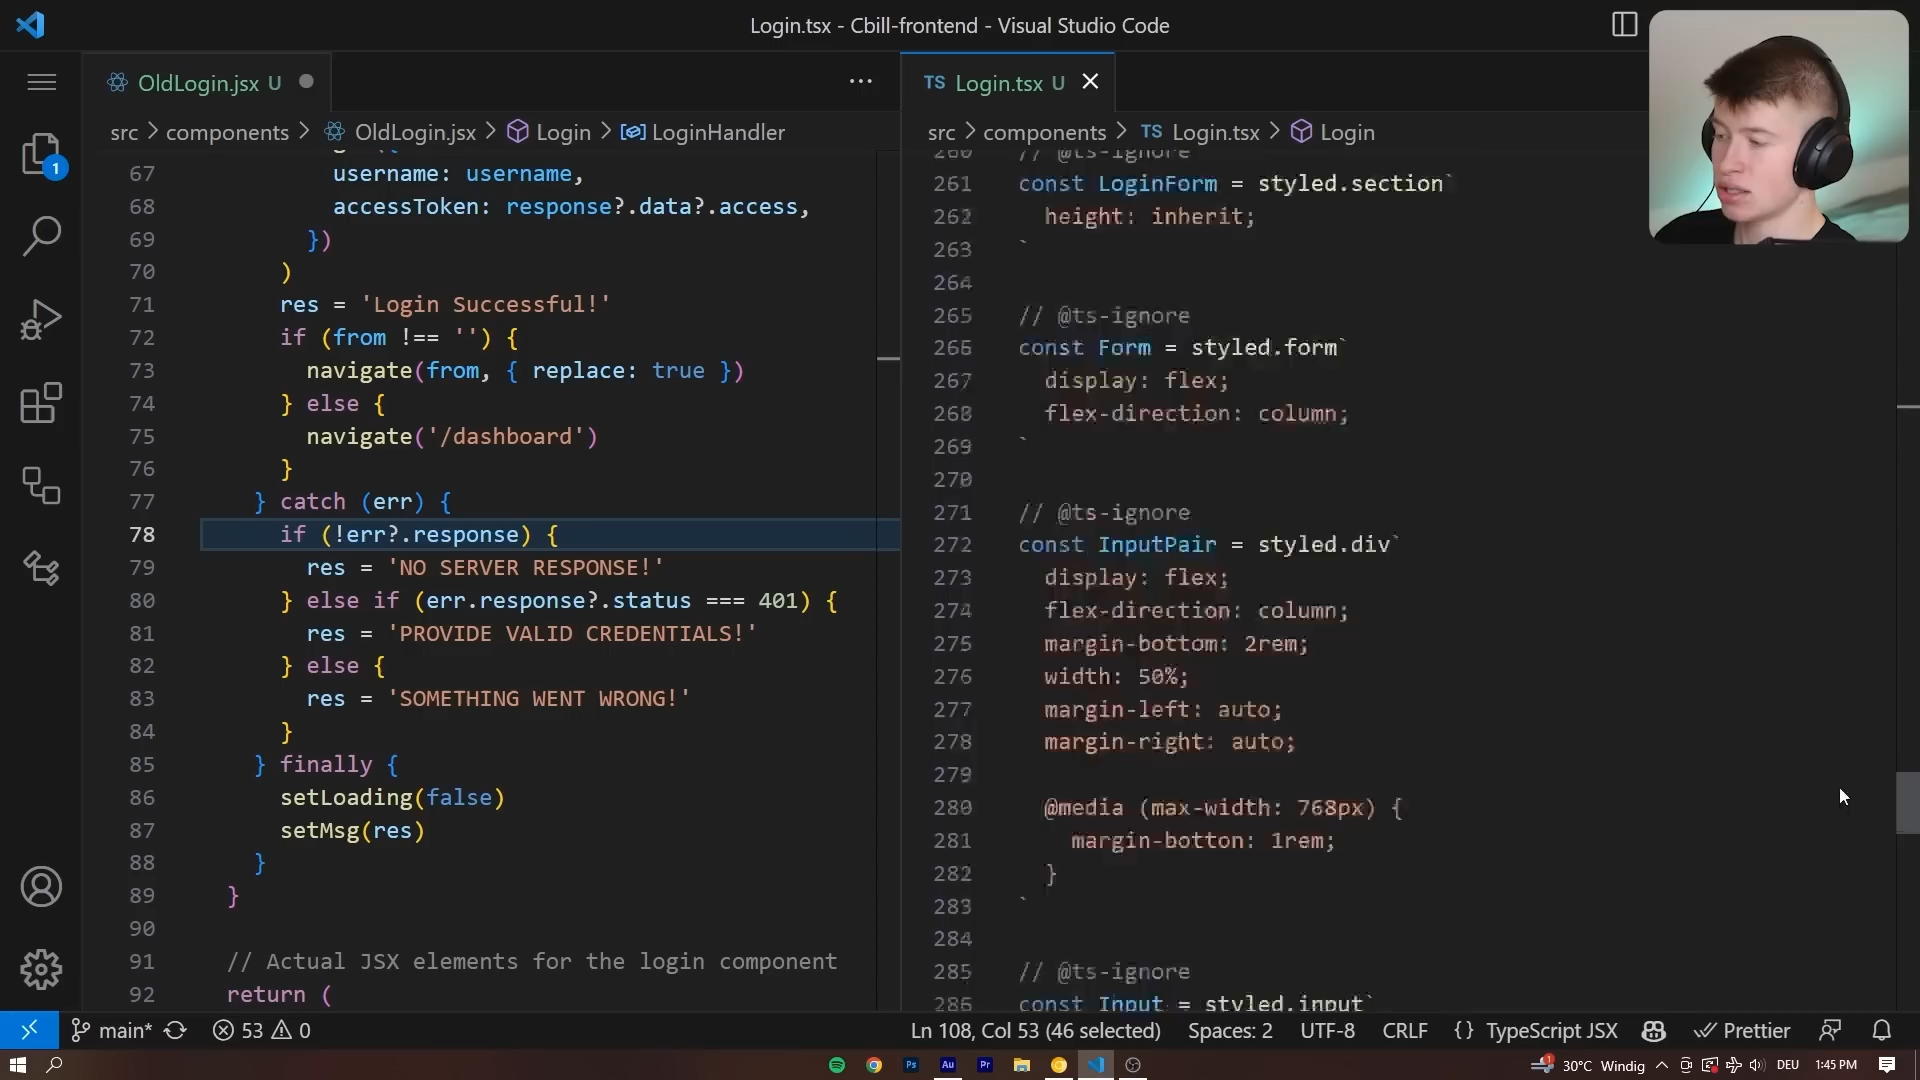 Login.tsx - Cbill-frontend - Visual Studio Code
OldLogin.jsx U
src > components > OldLogin.jsx > Login > LoginHandler
67 username: username,
68 accessToken: response?.data?.access,
69 })
70 )
71 res = 'Login Successful!'
72 if (from !== '') {
73 navigate(from, { replace: true })
74 } else {
75 navigate('/dashboard')
76 }
77 } catch (err) {
78 if (!err?.response) {
79 res = 'NO SERVER RESPONSE!'
80 } else if (err.response?.status === 401) {
81 res = 'PROVIDE VALID CREDENTIALS!'
82 } else {
83 res = 'SOMETHING WENT WRONG!'
84 }
85 } finally {
86 setLoading(false)
87 setMsg(res)
88 }
89 }
90
91 // Actual JSX elements for the login component
92 return (
TS Login.tsx U
src > components > TS Login.tsx > Login
260 // @ts-ignore
261 const LoginForm = styled.section`
262 height: inherit;
263 `
264
265 // @ts-ignore
266 const Form = styled.form`
267 display: flex;
268 flex-direction: column;
269 `
270
271 // @ts-ignore
272 const InputPair = styled.div`
273 display: flex;
274 flex-direction: column;
275 margin-bottom: 2rem;
276 width: 50%;
277 margin-left: auto;
278 margin-right: auto;
279
280 @media (max-width: 768px) {
281 margin-botton: 1rem;
282 }
283 `
284
285 // @ts-ignore
286 const Input = styled.input`
1
main* 53 0
Ln 108, Col 53 (46 selected) Spaces: 2 UTF-8 CRLF {} TypeScript JSX Prettier
Ps Au Pr 1 30°C Windig DEU 1:45 PM